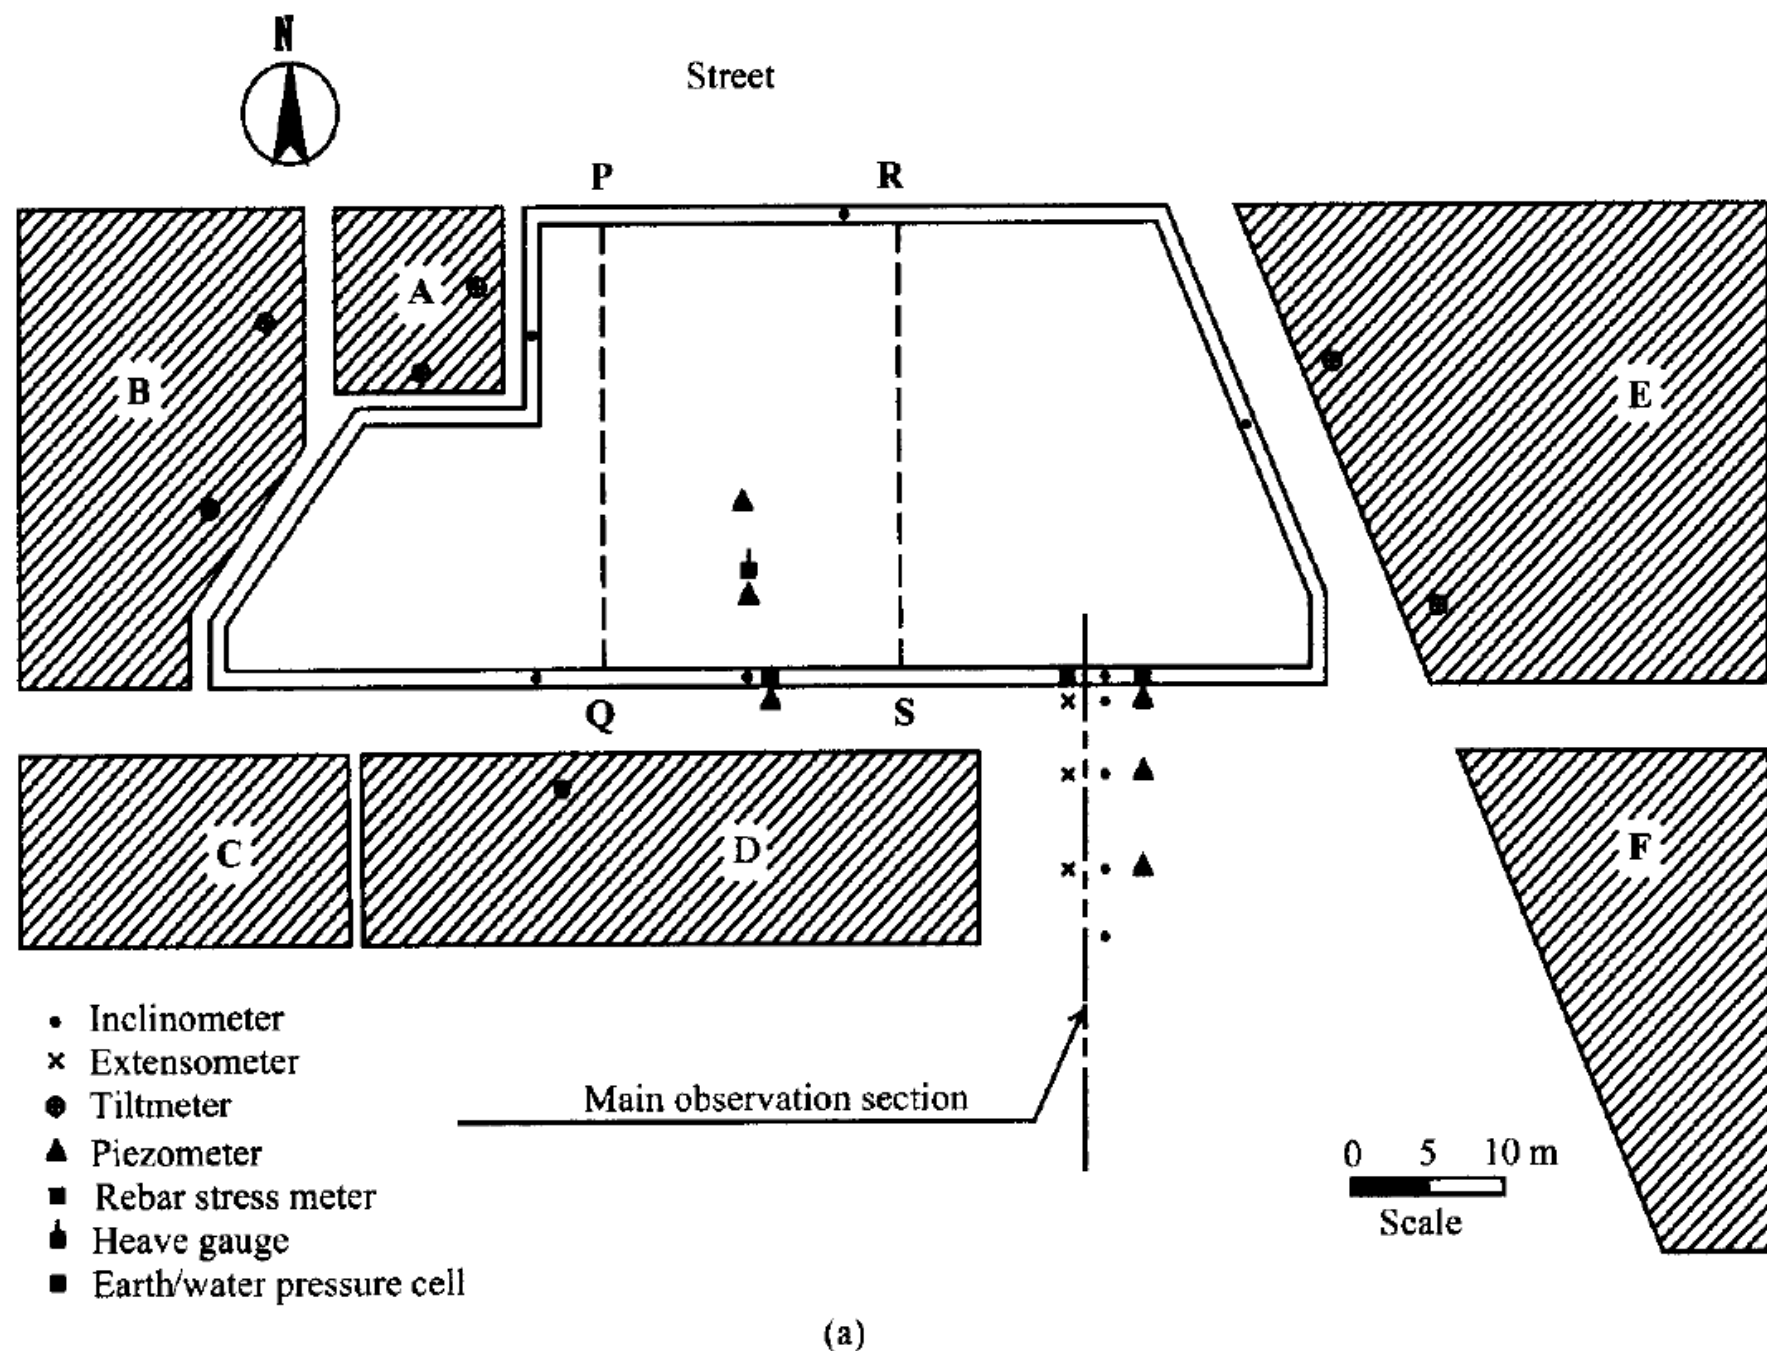 N
Street
P R
A
B
E
Q S
C D F
Inclinometer
Extensometer
Tiltmeter
Piezometer
Rebar stress meter
Heave gauge
Earth/water pressure cell
Main observation section
0 5 10 m
Scale
(a)